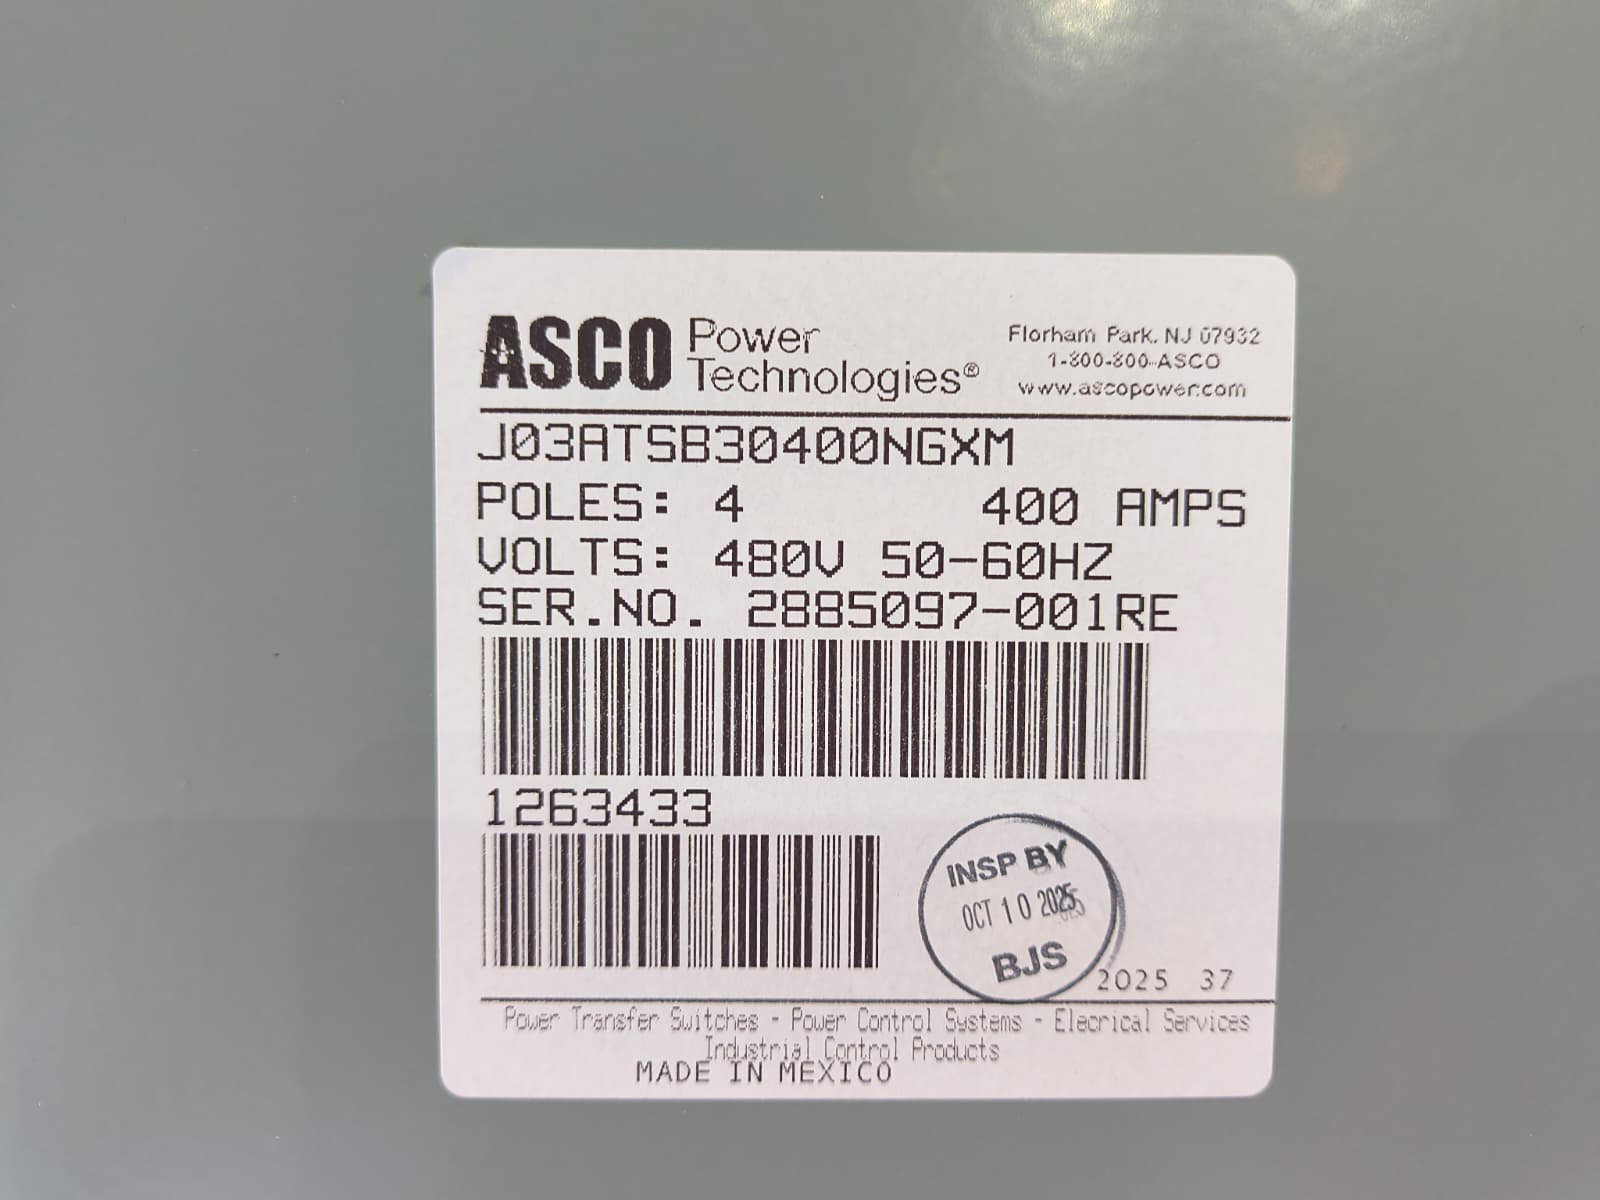 ASCO Power Technologies®
Florham Park, NJ 07932
1-800-800-ASCO
www.ascopower.com
J03ATSB30400NGXM
POLES: 4 400 AMPS
VOLTS: 480V 50-60HZ
SER.NO. 2885097-001RE
1263433
INSP BY
OCT 10 2025
BJS
2025 37
Power Transfer Switches - Power Control Systems - Elecrical Services
Industrial Control Products
MADE IN MEXICO